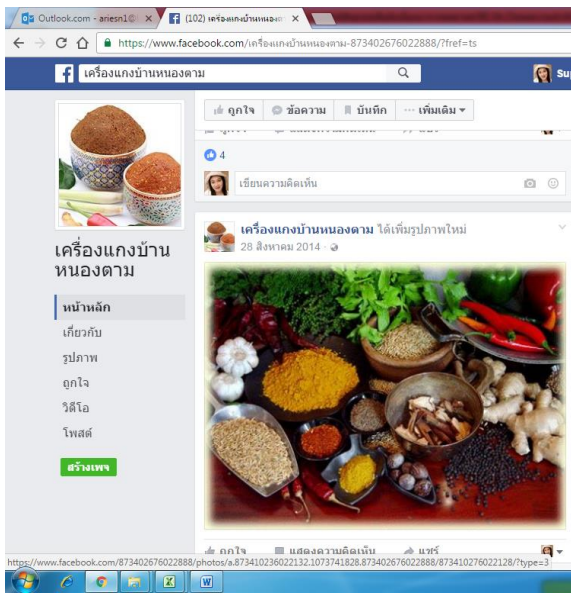 Outlook.com - ariesn1@
(102) เครื่องแกงบ้านหนองตา
https://www.facebook.com/เครื่องแกงบ้านหนองตาม-873402676022888/?fref=ts
เครื่องแกงบ้านหนองตาม
Su
ถูกใจ
ข้อความ
บันทึก
เพิ่มเติม
4
เขียนความคิดเห็น
เครื่องแกงบ้านหนองตาม ได้เพิ่มรูปภาพใหม่
28 สิงหาคม 2014
เครื่องแกงบ้าน
หนองตาม
หน้าหลัก
เกี่ยวกับ
รูปภาพ
ถูกใจ
วิดีโอ
โพสต์
สร้างเพจ
ถูกใจ
แสดงความคิดเห็น
แชร์
https://www.facebook.com/873402676022888/photos/a.873410236022132.1073741828.873402676022888/873410276022128/?type=3